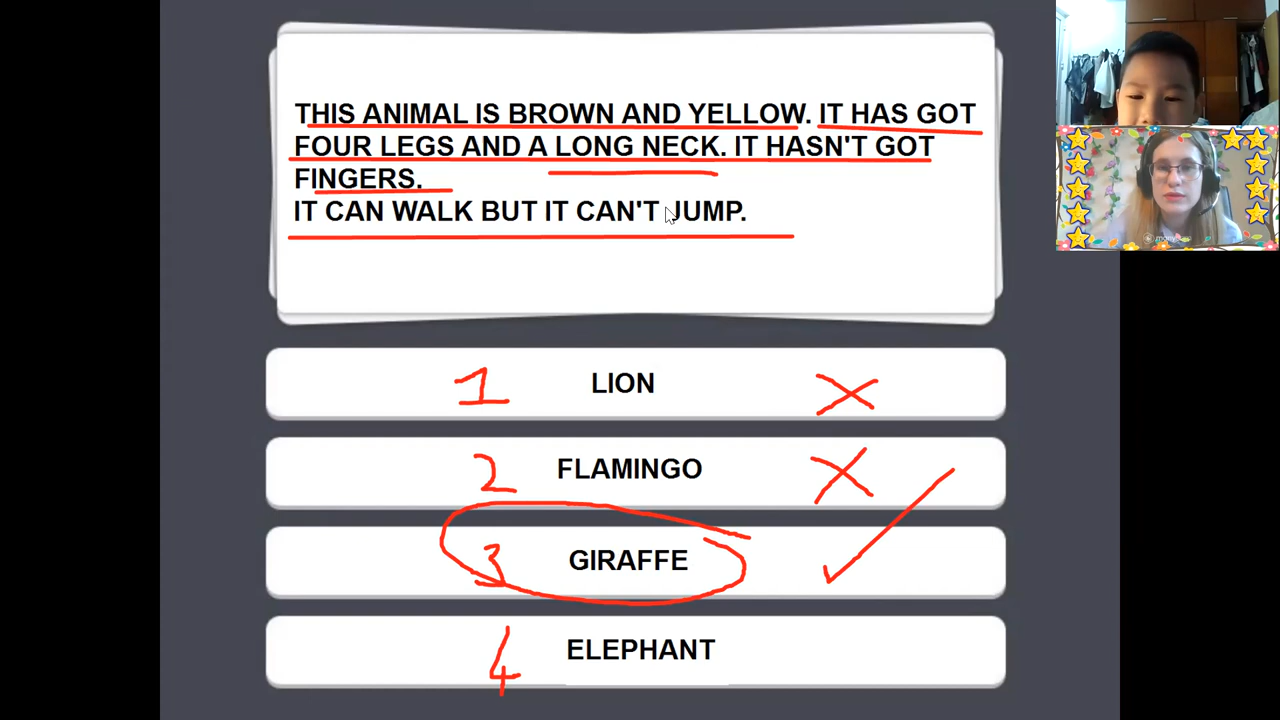 THIS ANIMAL IS BROWN AND YELLOW. IT HAS GOT
FOUR LEGS AND A LONG NECK. IT HASN'T GOT
FINGERS.
IT CAN WALK BUT IT CAN'T JUMP.
1 LION X
2 FLAMINGO X
3 GIRAFFE ✓
4 ELEPHANT